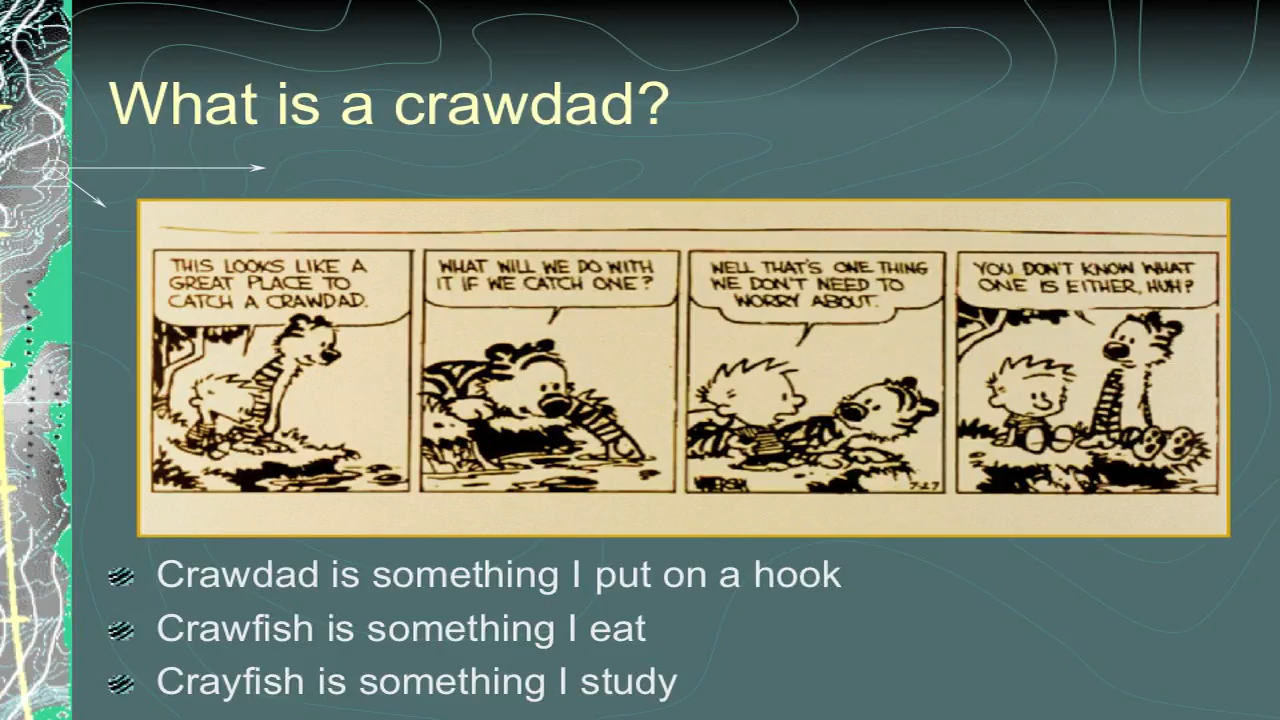 What is a crawdad?
THIS LOOKS LIKE A
GREAT PLACE TO
CATCH A CRAWDAD.
WHAT WILL WE DO WITH
IT IF WE CATCH ONE?
WELL THAT'S ONE THING
WE DON'T NEED TO
WORRY ABOUT.
7-27
YOU DON'T KNOW WHAT
ONE IS EITHER, HUH?
Crawdad is something I put on a hook
Crawfish is something I eat
Crayfish is something I study